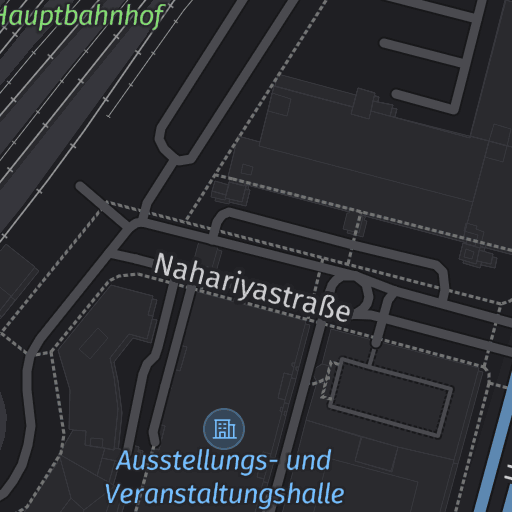 Hauptbahnhof
Nahariyastraße
Ausstellungs- und
Veranstaltungshalle